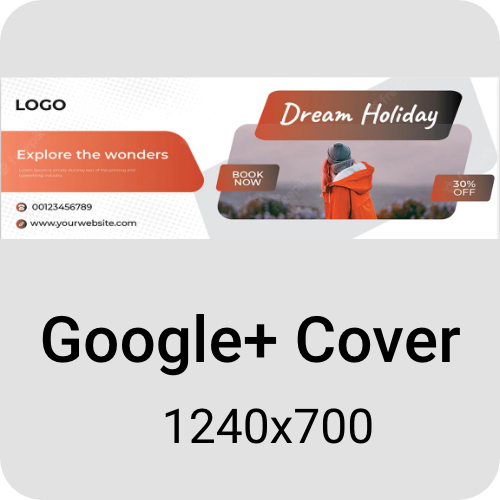 LOGO
Dream Holiday
Explore the wonders
BOOK
NOW
30%
OFF
00123456789
www.yourwebsite.com
Google+ Cover
1240x700